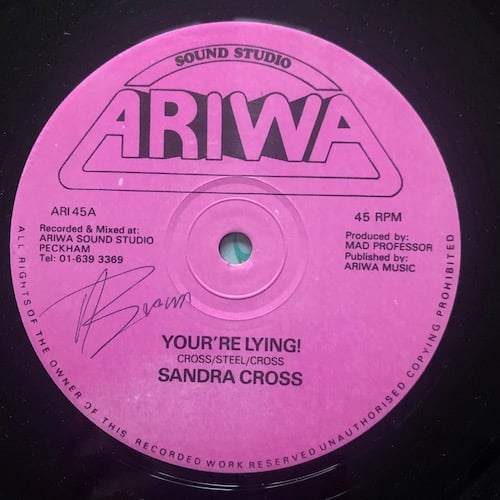 SOUND STUDIO
ARIWA
ARI 45A
Recorded & Mixed at:
ARIWA SOUND STUDIO
PECKHAM
Tel: 01-639 3369
45 RPM
Produced by:
MAD PROFESSOR
Published by:
ARIWA MUSIC
YOUR'RE LYING!
CROSS/STEEL/CROSS
SANDRA CROSS
ALL RIGHTS OF THE OWNER OF THIS RECORDED WORK RESERVED UNAUTHORISED COPYING PROHIBITED